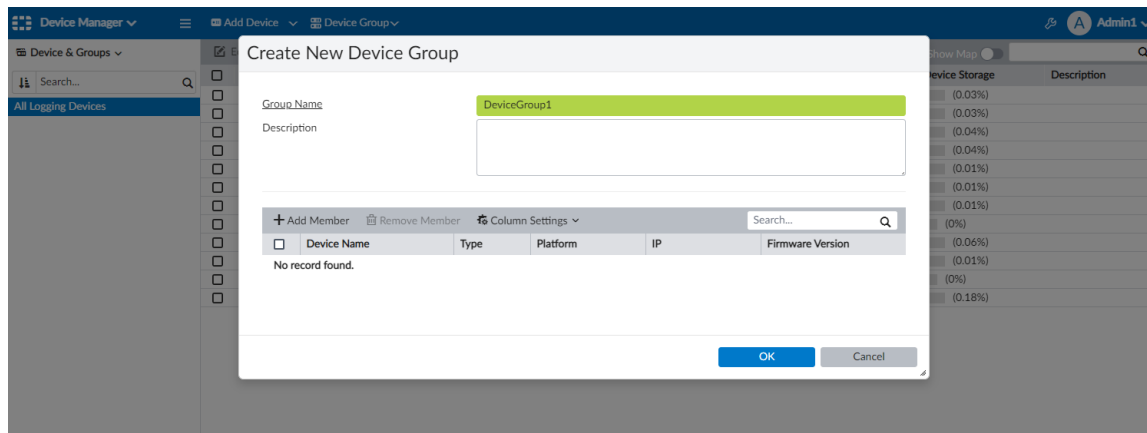 Device Manager
Add Device
Device Group
A Admin1
Device & Groups
Search...
All Logging Devices
Show Map
Device Storage Description
(0.03%)
(0.03%)
(0.04%)
(0.04%)
(0.01%)
(0.01%)
(0.01%)
(0%)
(0.06%)
(0.01%)
(0%)
(0.18%)
Create New Device Group
Group Name DeviceGroup1
Description
Add Member Remove Member Column Settings Search...
Device Name Type Platform IP Firmware Version
No record found.
OK Cancel